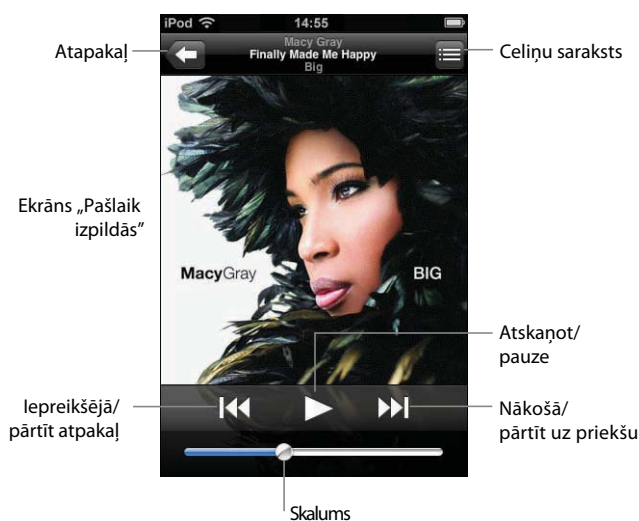 iPod 14:55
Macy Gray
Finally Made Me Happy
Big
Atapakaļ
Celiņu saraksts
Ekrāns „Pašlaik
izpildās”
MacyGray
BIG
Atskaņot/
pauze
Iepreikšējā/
pārtīt atpakaļ
Nākošā/
pārtīt uz priekšu
Skalums